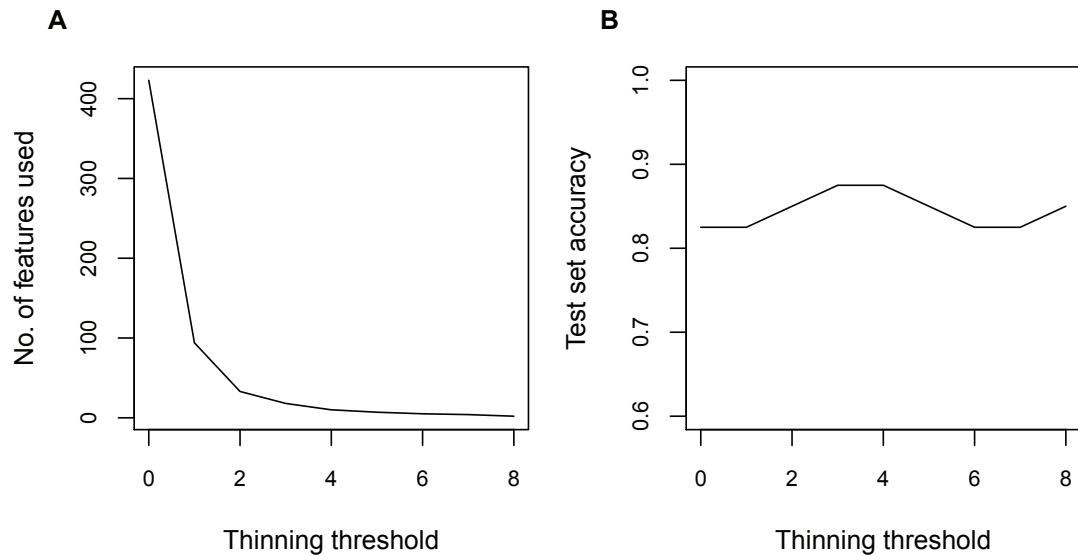 A
No. of features used
400
300
200
100
0
0 2 4 6 8
Thinning threshold
B
Test set accuracy
1.0
0.9
0.8
0.7
0.6
0 2 4 6 8
Thinning threshold